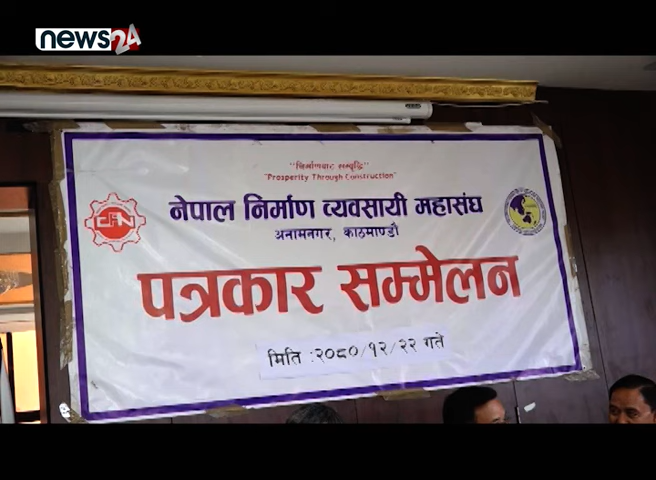 news24
"निर्माणबाट समृद्धि"
"Prosperity Through Construction"
नेपाल निर्माण व्यवसायी महासंघ
अनामनगर, काठमाण्डौ
पत्रकार सम्मेलन
मिति :२०८०/१२/२२ गते